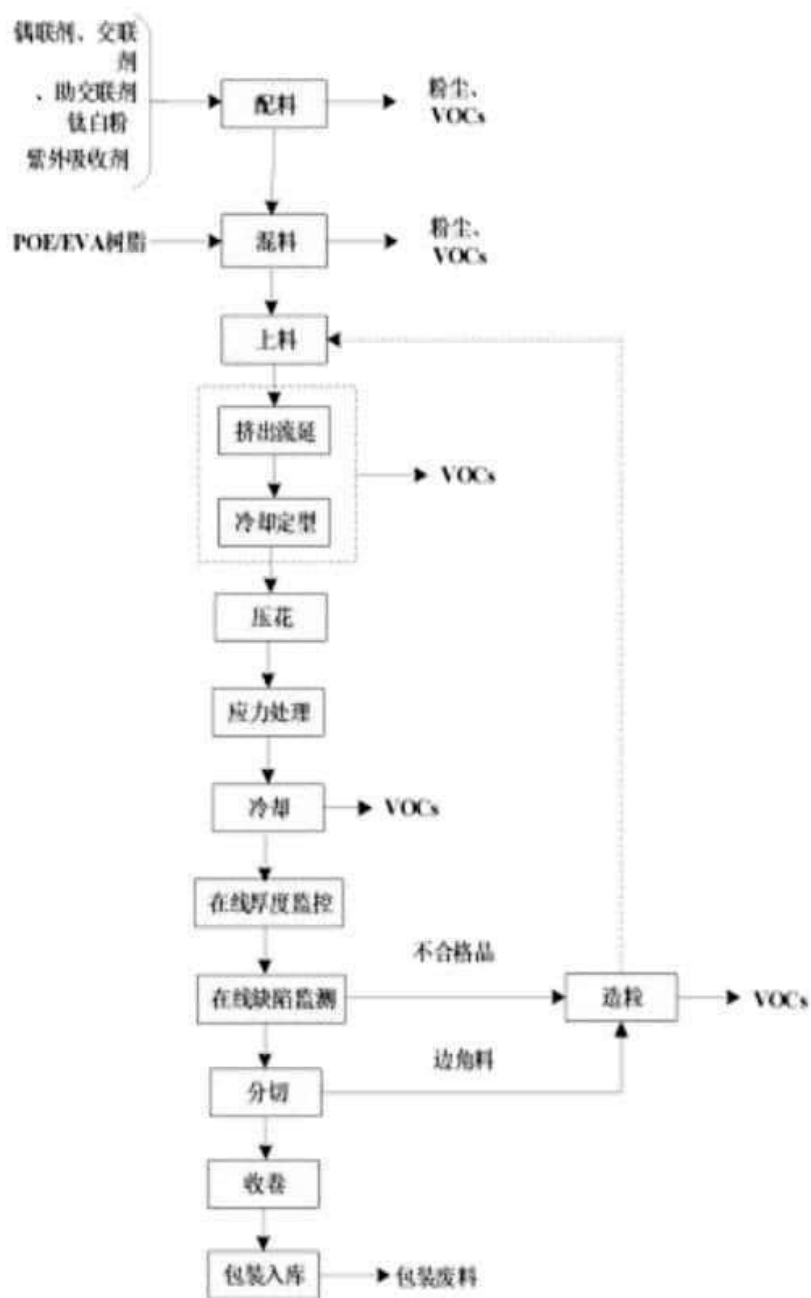 偶联剂、交联
剂
、助交联剂
钛白粉
紫外吸收剂
配料
粉尘、
VOCs
POE/EVA树脂
混料
粉尘、
VOCs
上料
挤出流延
VOCs
冷却定型
压花
应力处理
冷却
VOCs
在线厚度监控
不合格品
在线缺陷监测
造粒
VOCs
边角料
分切
收卷
包装入库
包装废料